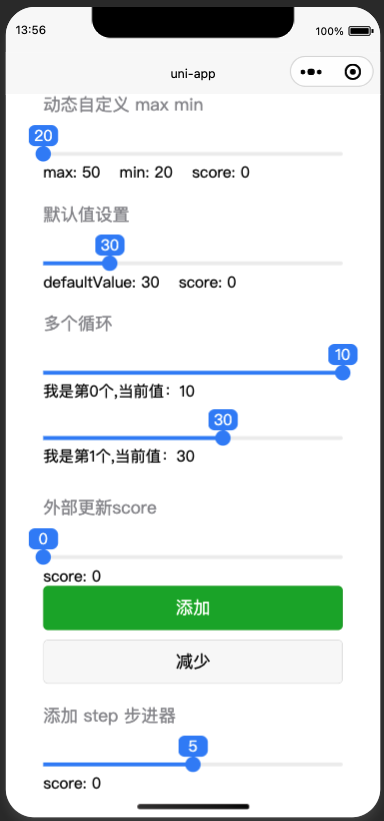 13:56
100%
uni-app
动态自定义 max min
20
max: 50 min: 20 score: 0
默认值设置
30
defaultValue: 30 score: 0
多个循环
10
我是第0个,当前值：10
30
我是第1个,当前值：30
外部更新score
0
score: 0
添加
减少
添加 step 步进器
5
score: 0